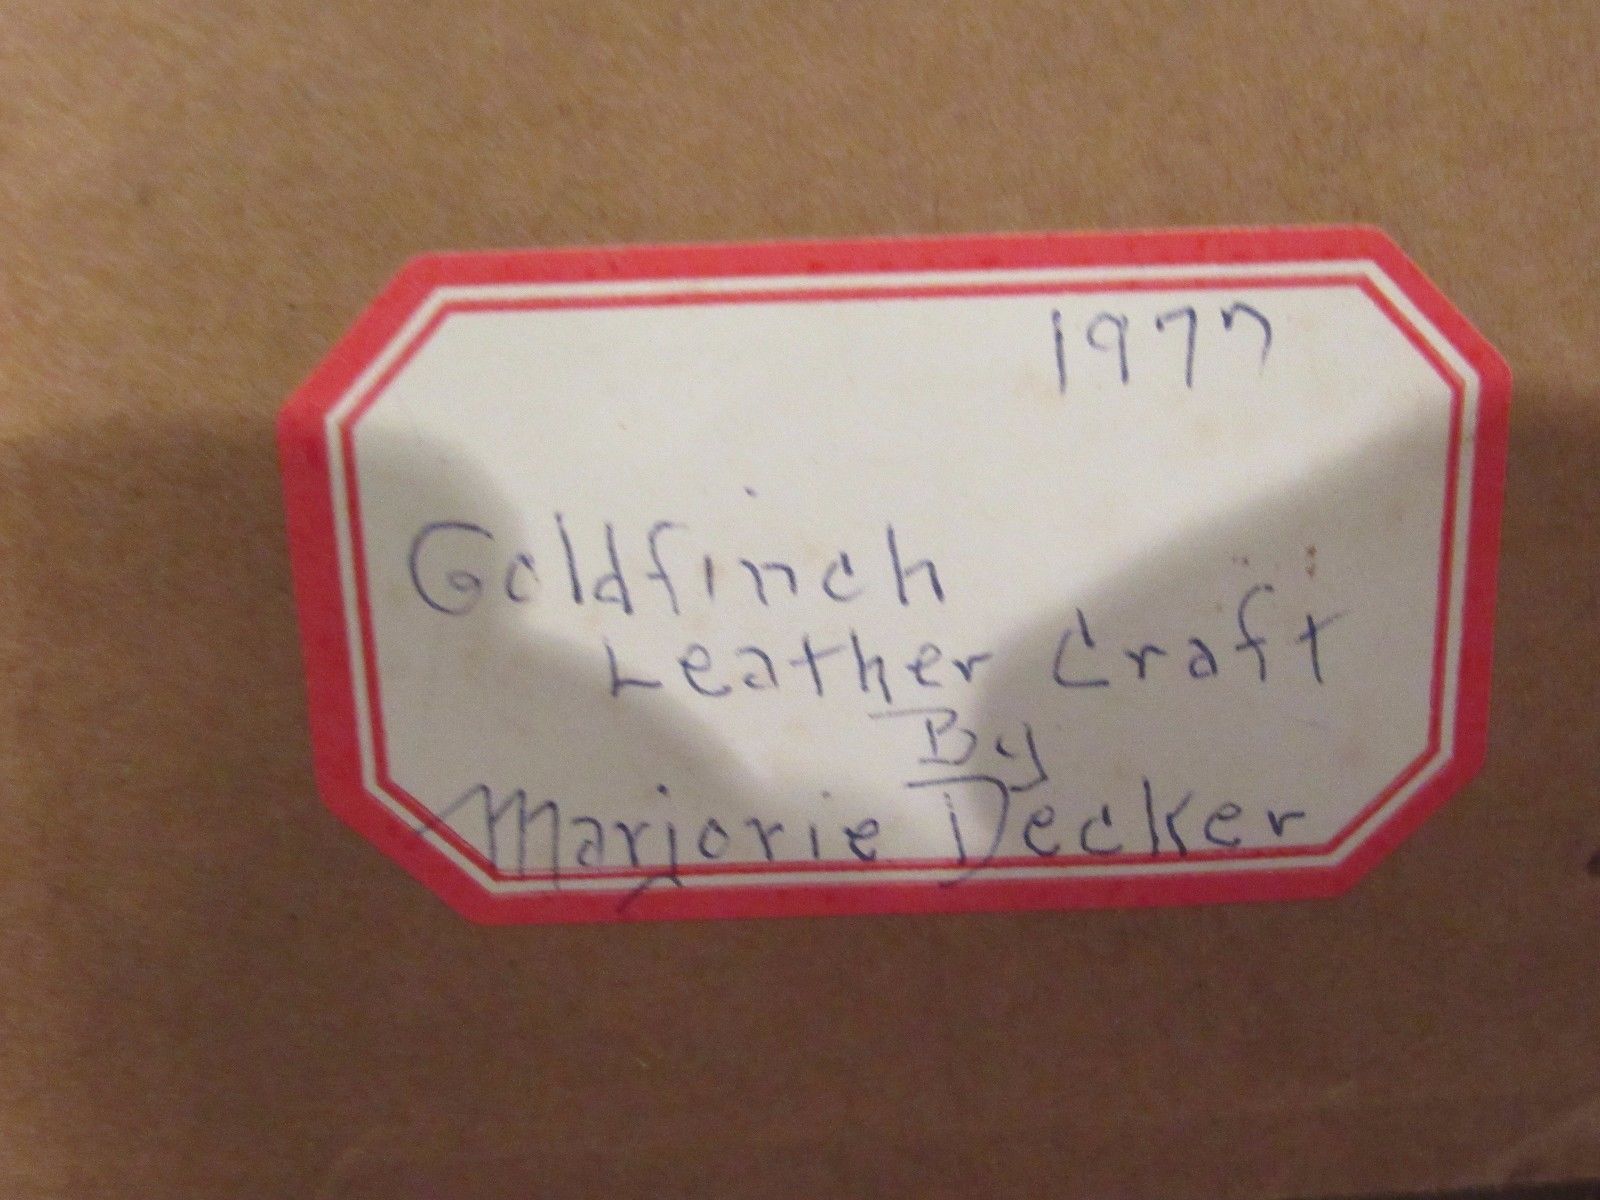 1977
Goldfinch
Leather Craft
By
Marjorie Decker